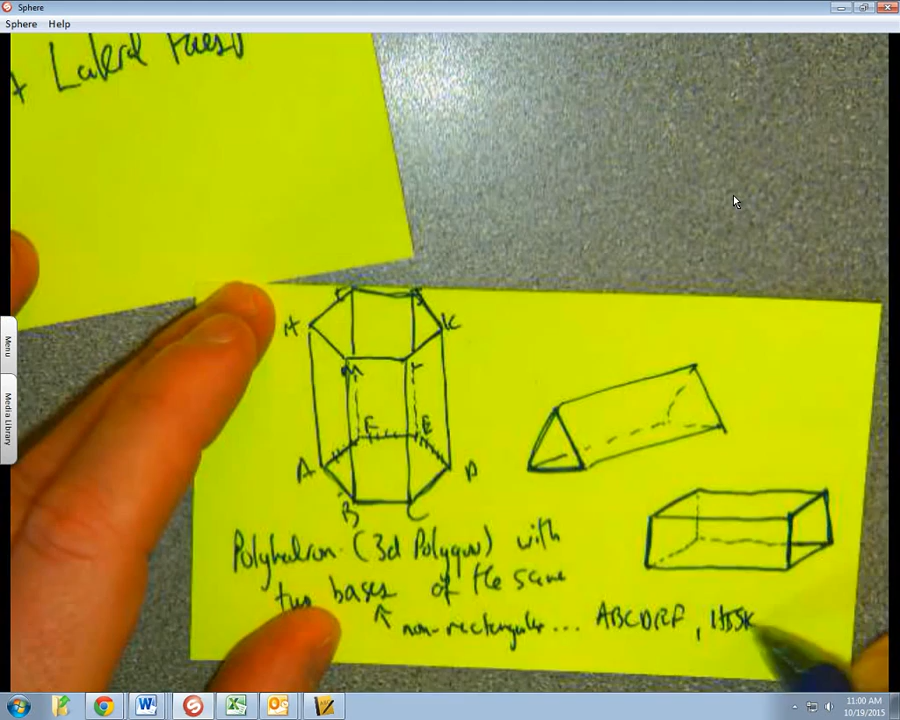 Sphere
Sphere Help
+ Lateral Faces
H
K
M
F
E
A
D
B
C
Polyhedron (3d Polygon) with
two bases of the same
non-rectangular... ABCDEF, HIJK
Menu
Media Library
11:00 AM
10/19/2015